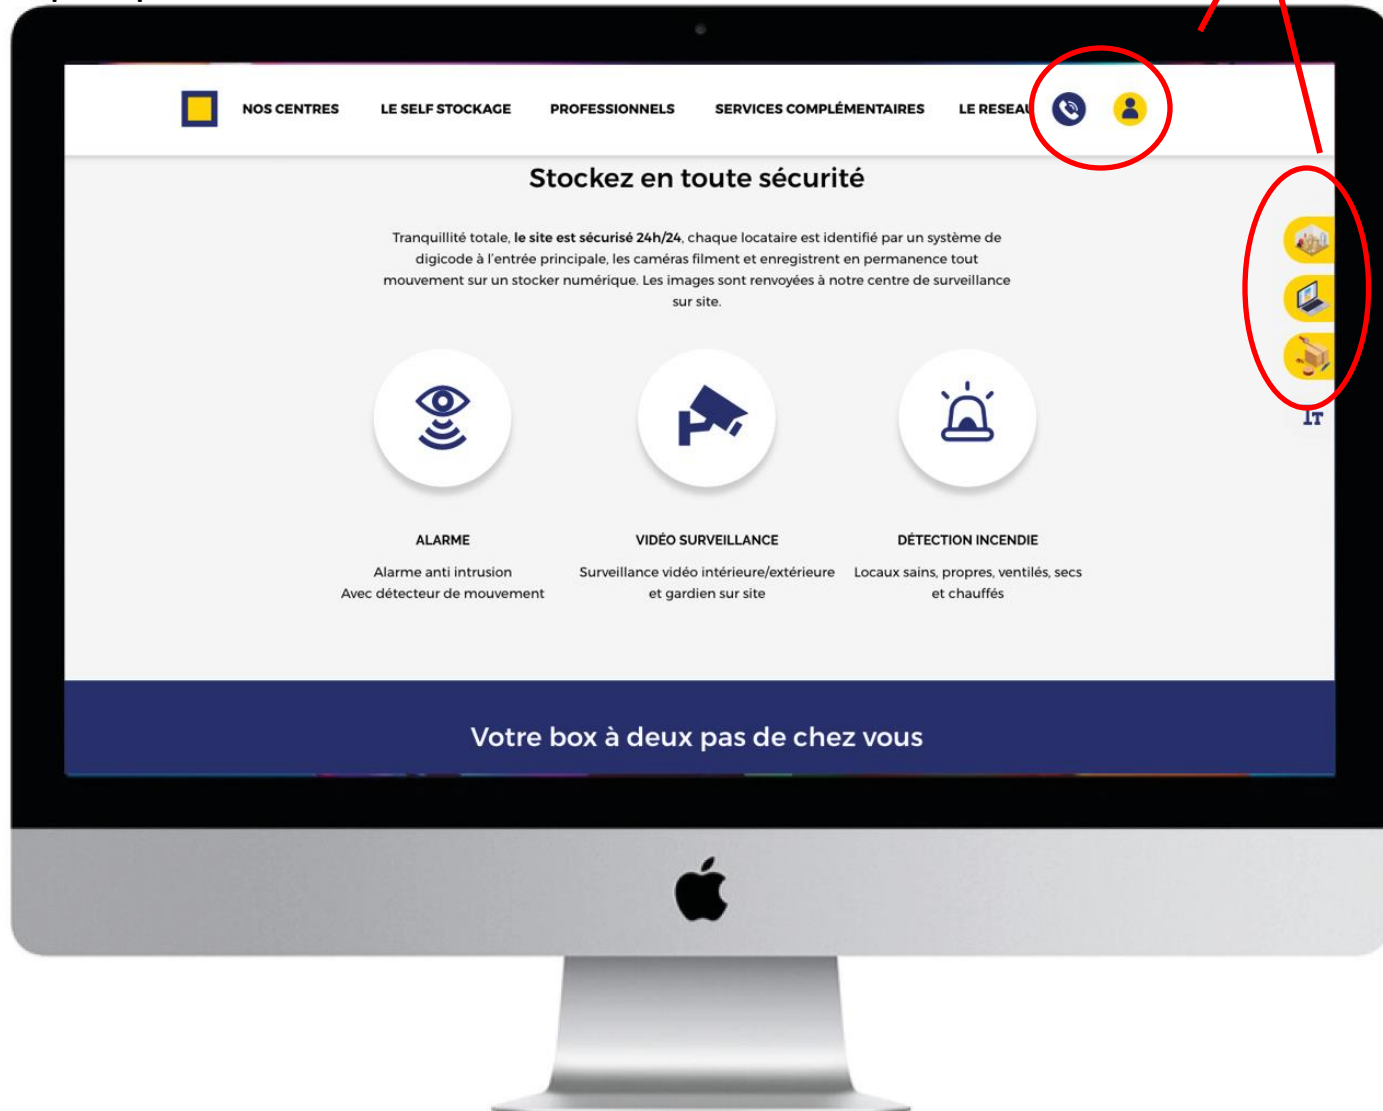 NOS CENTRES LE SELF STOCKAGE PROFESSIONNELS SERVICES COMPLÉMENTAIRES LE RESEAU
Stockez en toute sécurité
Tranquillité totale, le site est sécurisé 24h/24, chaque locataire est identifié par un système de
digicode à l'entrée principale, les caméras filment et enregistrent en permanence tout
mouvement sur un stocker numérique. Les images sont renvoyées à notre centre de surveillance
sur site.
ALARME
Alarme anti intrusion
Avec détecteur de mouvement
VIDÉO SURVEILLANCE
Surveillance vidéo intérieure/extérieure
et gardien sur site
DÉTECTION INCENDIE
Locaux sains, propres, ventilés, secs
et chauffés
Votre box à deux pas de chez vous